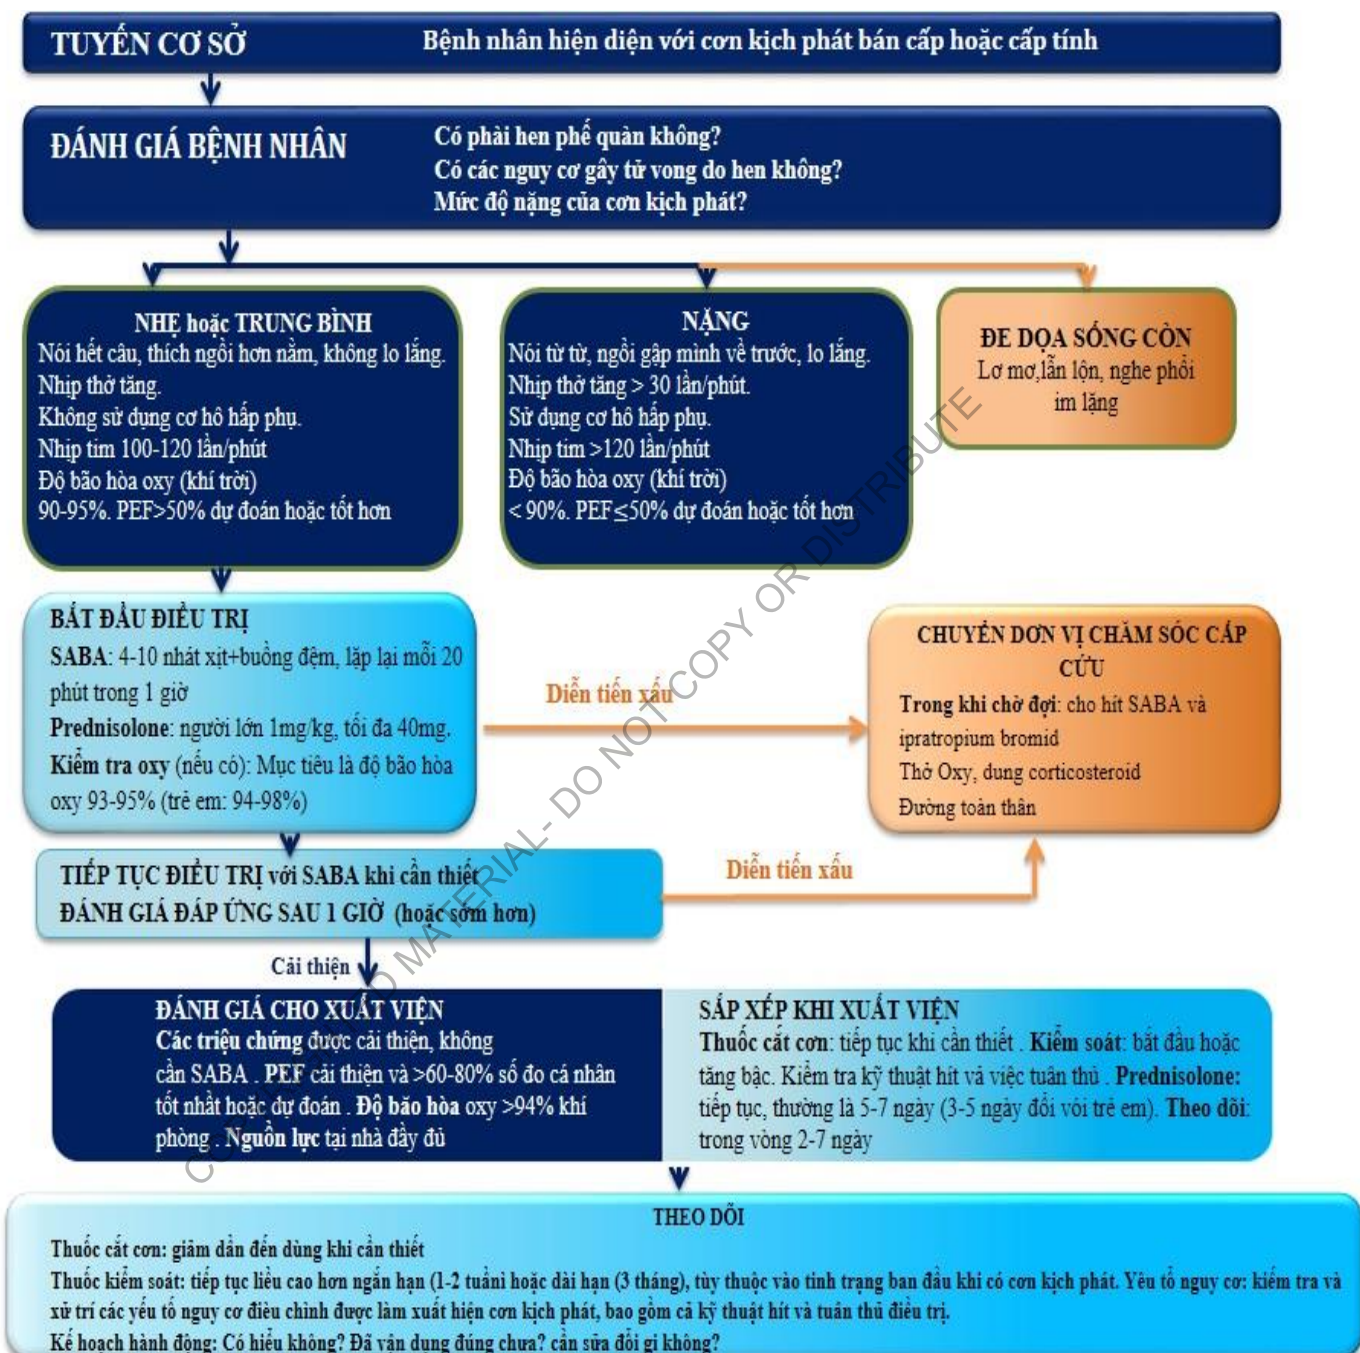 TUYẾN CƠ SỞ
Bệnh nhân hiện diện với cơn kịch phát bán cấp hoặc cấp tính
ĐÁNH GIÁ BỆNH NHÂN
Có phải hen phế quản không?
Có các nguy cơ gây tử vong do hen không?
Mức độ nặng của cơn kịch phát?
NHẸ hoặc TRUNG BÌNH
Nói hết câu, thích ngồi hơn nằm, không lo lắng.
Nhịp thở tăng.
Không sử dụng cơ hô hấp phụ.
Nhịp tim 100-120 lần/phút
Độ bão hòa oxy (khí trời)
90-95%. PEF>50% dự đoán hoặc tốt hơn
NẶNG
Nói từ từ, ngồi gập mình về trước, lo lắng.
Nhịp thở tăng > 30 lần/phút.
Sử dụng cơ hô hấp phụ.
Nhịp tim >120 lần/phút
Độ bão hòa oxy (khí trời)
< 90%. PEF≤50% dự đoán hoặc tốt hơn
ĐE DỌA SỐNG CÒN
Lơ mơ,lẫn lộn, nghe phổi
im lặng
BẮT ĐẦU ĐIỀU TRỊ
SABA: 4-10 nhát xịt+buồng đệm, lặp lại mỗi 20
phút trong 1 giờ
Prednisolone: người lớn 1mg/kg, tối đa 40mg.
Kiểm tra oxy (nếu có): Mục tiêu là độ bão hòa
oxy 93-95% (trẻ em: 94-98%)
Diễn tiến xấu
CHUYỂN DƠN VỊ CHĂM SÓC CẤP
CỨU
Trong khi chờ đợi: cho hít SABA và
ipratropium bromid
Thở Oxy, dung corticosteroid
Đường toàn thân
TIẾP TỤC ĐIỀU TRỊ với SABA khi cần thiết
ĐÁNH GIÁ ĐÁP ỨNG SAU 1 GIỜ (hoặc sớm hơn)
Diễn tiến xấu
Cải thiện
ĐÁNH GIÁ CHO XUẤT VIỆN
Các triệu chứng được cải thiện, không
cần SABA . PEF cải thiện và >60-80% số đo cá nhân
tốt nhất hoặc dự đoán . Độ bão hòa oxy >94% khí
phòng . Nguồn lực tại nhà đầy đủ
SẮP XẾP KHI XUẤT VIỆN
Thuốc cắt cơn: tiếp tục khi cần thiết . Kiểm soát: bắt đầu hoặc
tăng bậc. Kiểm tra kỹ thuật hít và việc tuân thủ . Prednisolone:
tiếp tục, thường là 5-7 ngày (3-5 ngày đối với trẻ em). Theo dõi:
trong vòng 2-7 ngày
THEO DÕI
Thuốc cắt cơn: giảm dần đến dùng khi cần thiết
Thuốc kiểm soát: tiếp tục liều cao hơn ngắn hạn (1-2 tuần) hoặc dài hạn (3 tháng), tùy thuộc vào tình trạng ban đầu khi có cơn kịch phát. Yếu tố nguy cơ: kiểm tra và
xử trí các yếu tố nguy cơ điều chỉnh được làm xuất hiện cơn kịch phát, bao gồm cả kỹ thuật hít và tuân thủ điều trị.
Kế hoạch hành động: Có hiểu không? Đã vận dụng đúng chưa? cần sửa đổi gì không?
MATERIAL- DO NOT COPY OR DISTRIBUTE